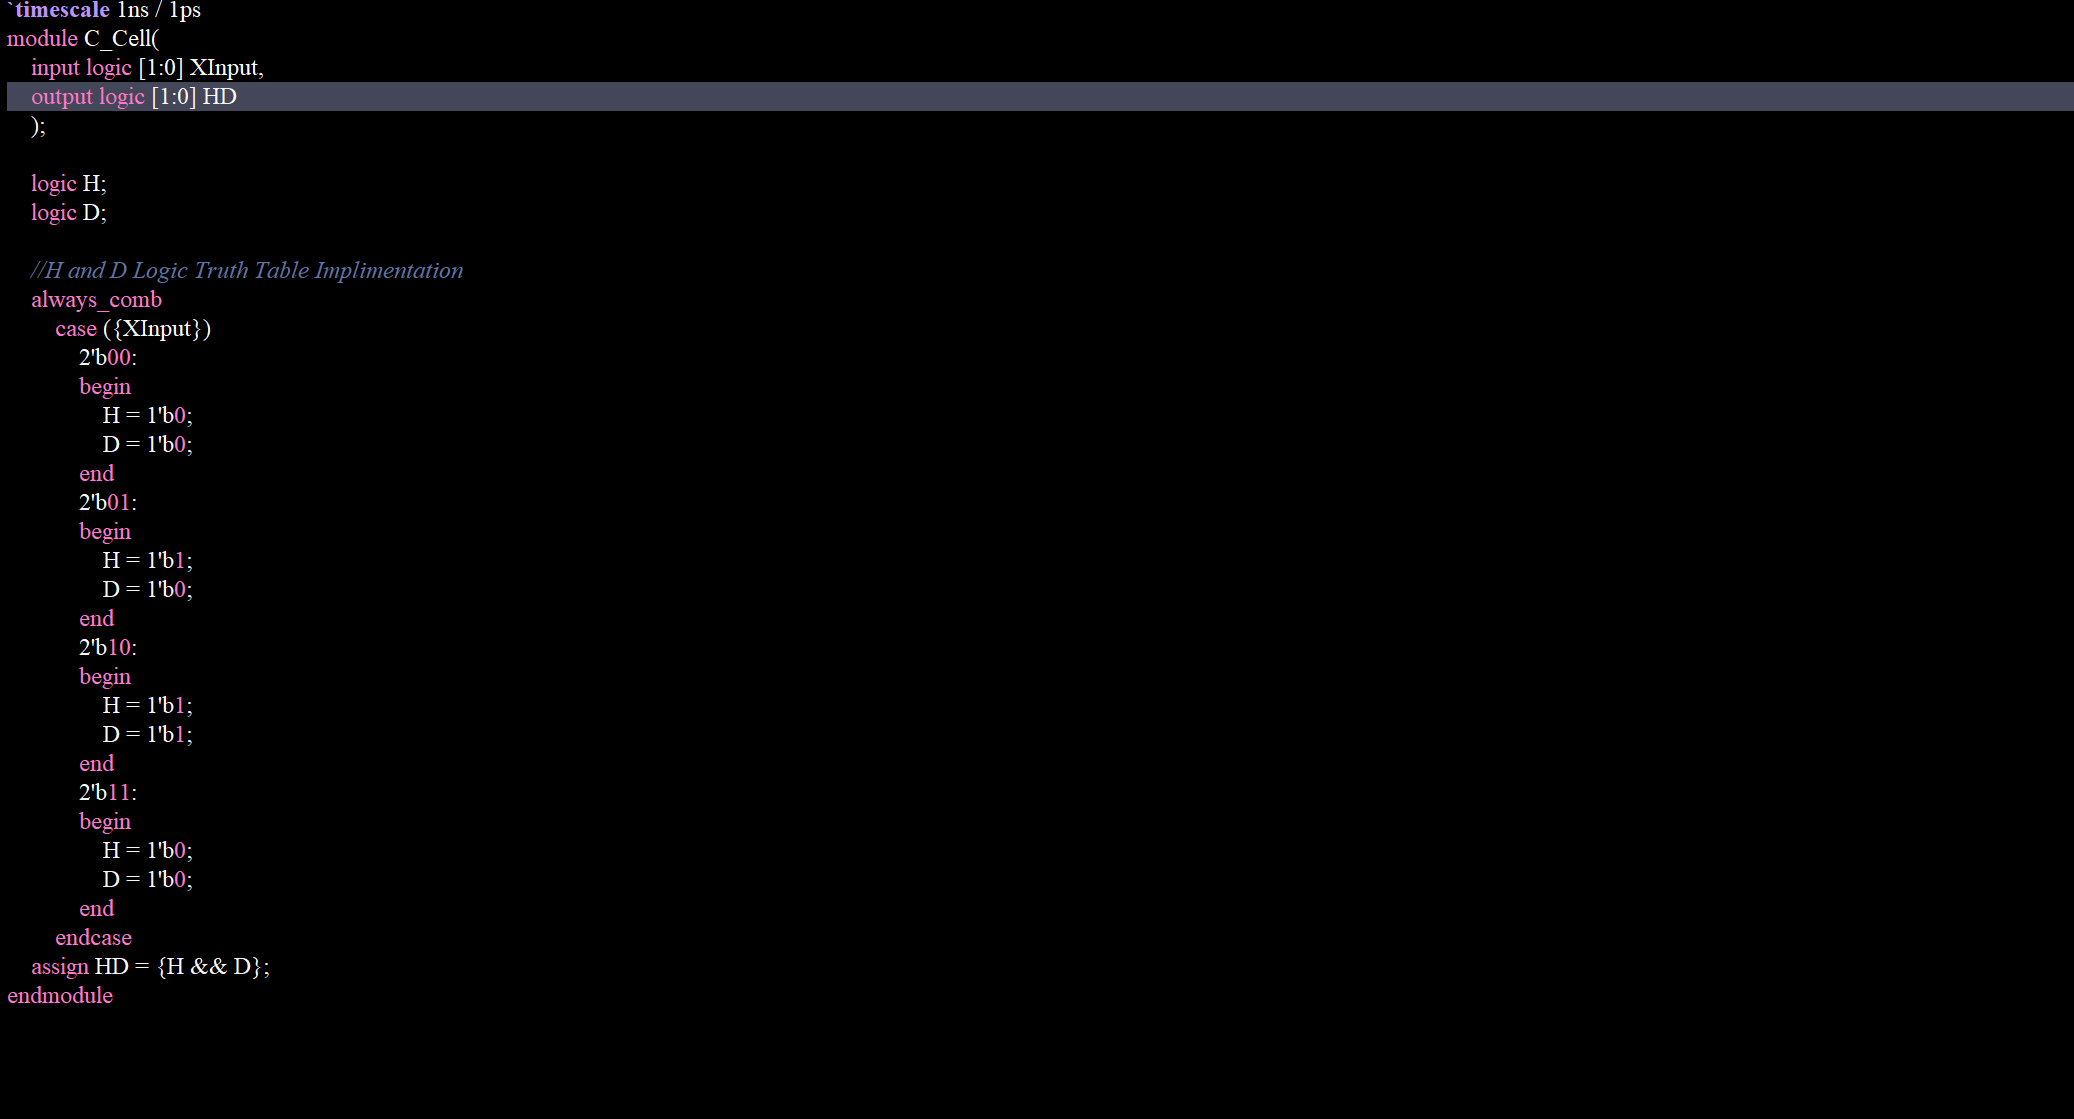 `timescale 1ns / 1ps
module C_Cell(
    input logic [1:0] XInput,
    output logic [1:0] HD
    );

    logic H;
    logic D;

    //H and D Logic Truth Table Implimentation
    always_comb
        case ({XInput})
            2'b00:
            begin
                H = 1'b0;
                D = 1'b0;
            end
            2'b01:
            begin
                H = 1'b1;
                D = 1'b0;
            end
            2'b10:
            begin
                H = 1'b1;
                D = 1'b1;
            end
            2'b11:
            begin
                H = 1'b0;
                D = 1'b0;
            end
        endcase
    assign HD = {H && D};
endmodule